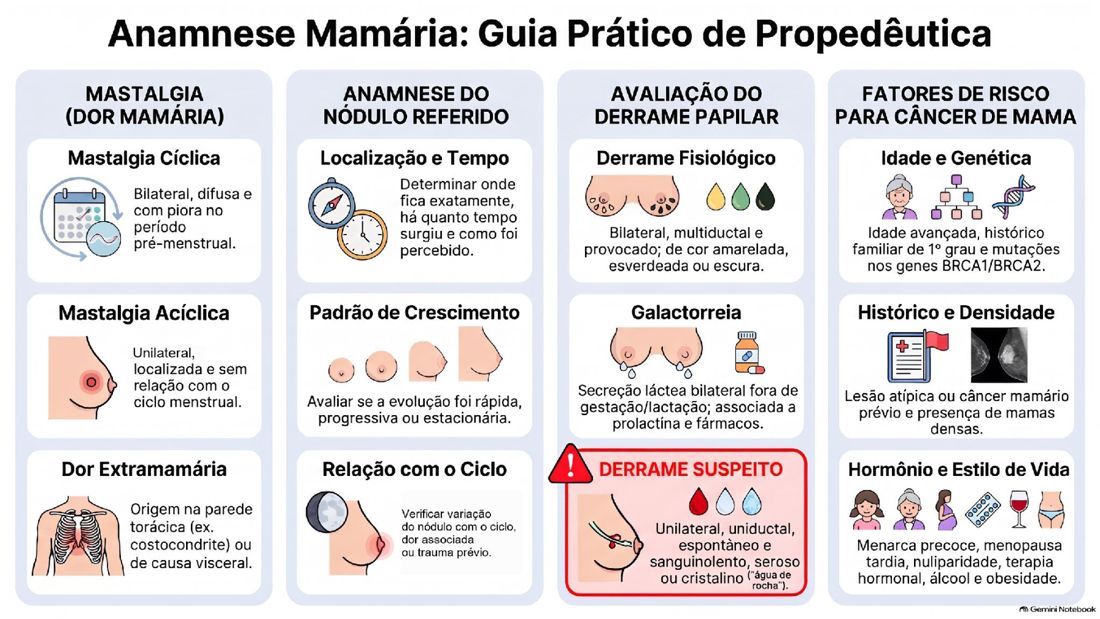 Anamnese Mamária: Guia Prático de Propedêutica
MASTALGIA
(DOR MAMÁRIA)
Mastalgia Cíclica
Bilateral, difusa e
com piora no
período
pré-menstrual.
Mastalgia Acíclica
Unilateral,
localizada e sem
relação com o
ciclo menstrual.
Dor Extramamária
Origem na parede
torácica (ex.
costocondrite) ou
de causa visceral.
ANAMNESE DO
NÓDULO REFERIDO
Localização e Tempo
Determinar onde
fica exatamente,
há quanto tempo
surgiu e como foi
percebido.
Padrão de Crescimento
Avaliar se a evolução foi rápida,
progressiva ou estacionária.
Relação com o Ciclo
Verificar variação
do nódulo com o ciclo,
dor associada
ou trauma prévio.
AVALIAÇÃO DO
DERRAME PAPILAR
Derrame Fisiológico
Bilateral, multiductal e
provocado; de cor amarelada,
esverdeada ou escura.
Galactorreia
Secreção láctea bilateral fora de
gestação/lactação; associada a
prolactina e fármacos.
DERRAME SUSPEITO
Unilateral, uniductal,
espontâneo e
sanguinolento, seroso
ou cristalino ("água de
rocha").
FATORES DE RISCO
PARA CÂNCER DE MAMA
Idade e Genética
Idade avançada, histórico
familiar de 1º grau e mutações
nos genes BRCA1/BRCA2.
Histórico e Densidade
Lesão atípica ou câncer mamário
prévio e presença de mamas
densas.
Hormônio e Estilo de Vida
Menarca precoce, menopausa
tardia, nuliparidade, terapia
hormonal, álcool e obesidade.
Gemini Notebook